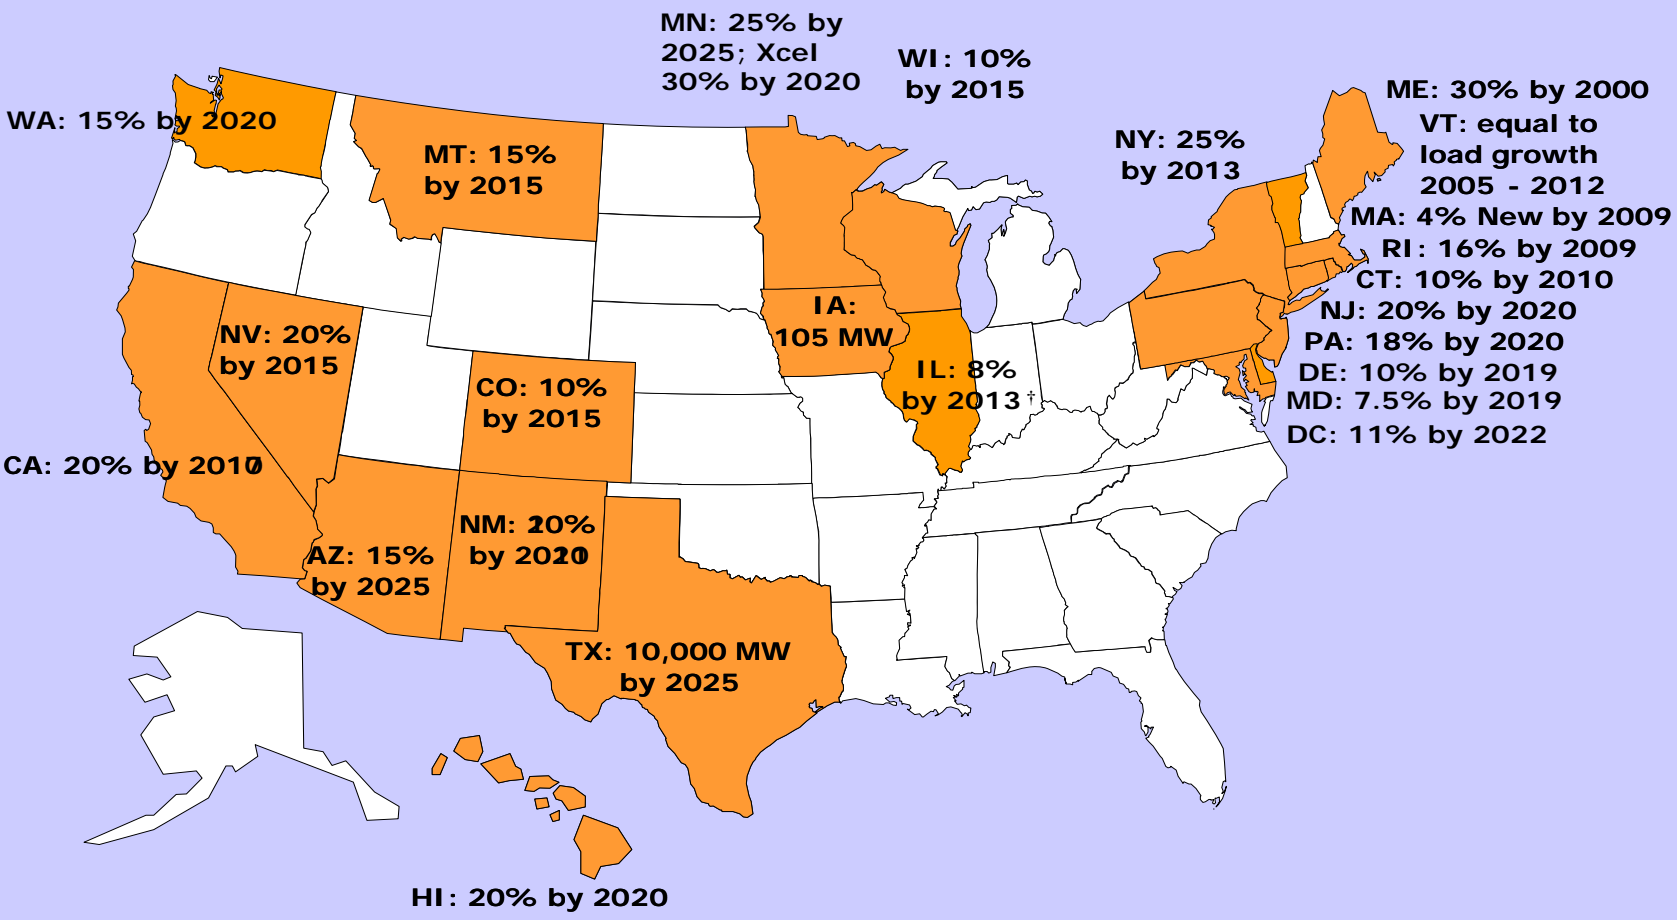 MN: 25% by
2025; Xcel
30% by 2020
WI: 10%
by 2015
ME: 30% by 2000
WA: 15% by 2020
VT: equal to
load growth
2005 - 2012
NY: 25%
by 2013
MT: 15%
by 2015
MA: 4% New by 2009
RI: 16% by 2009
CT: 10% by 2010
NJ: 20% by 2020
IA:
105 MW
NV: 20%
by 2015
PA: 18% by 2020
DE: 10% by 2019
IL: 8%
by 2013†
CO: 10%
by 2015
MD: 7.5% by 2019
DC: 11% by 2022
CA: 20% by
NM:
by
AZ: 15%
by 2025
TX: 10,000 MW
by 2025
HI: 20% by 2020